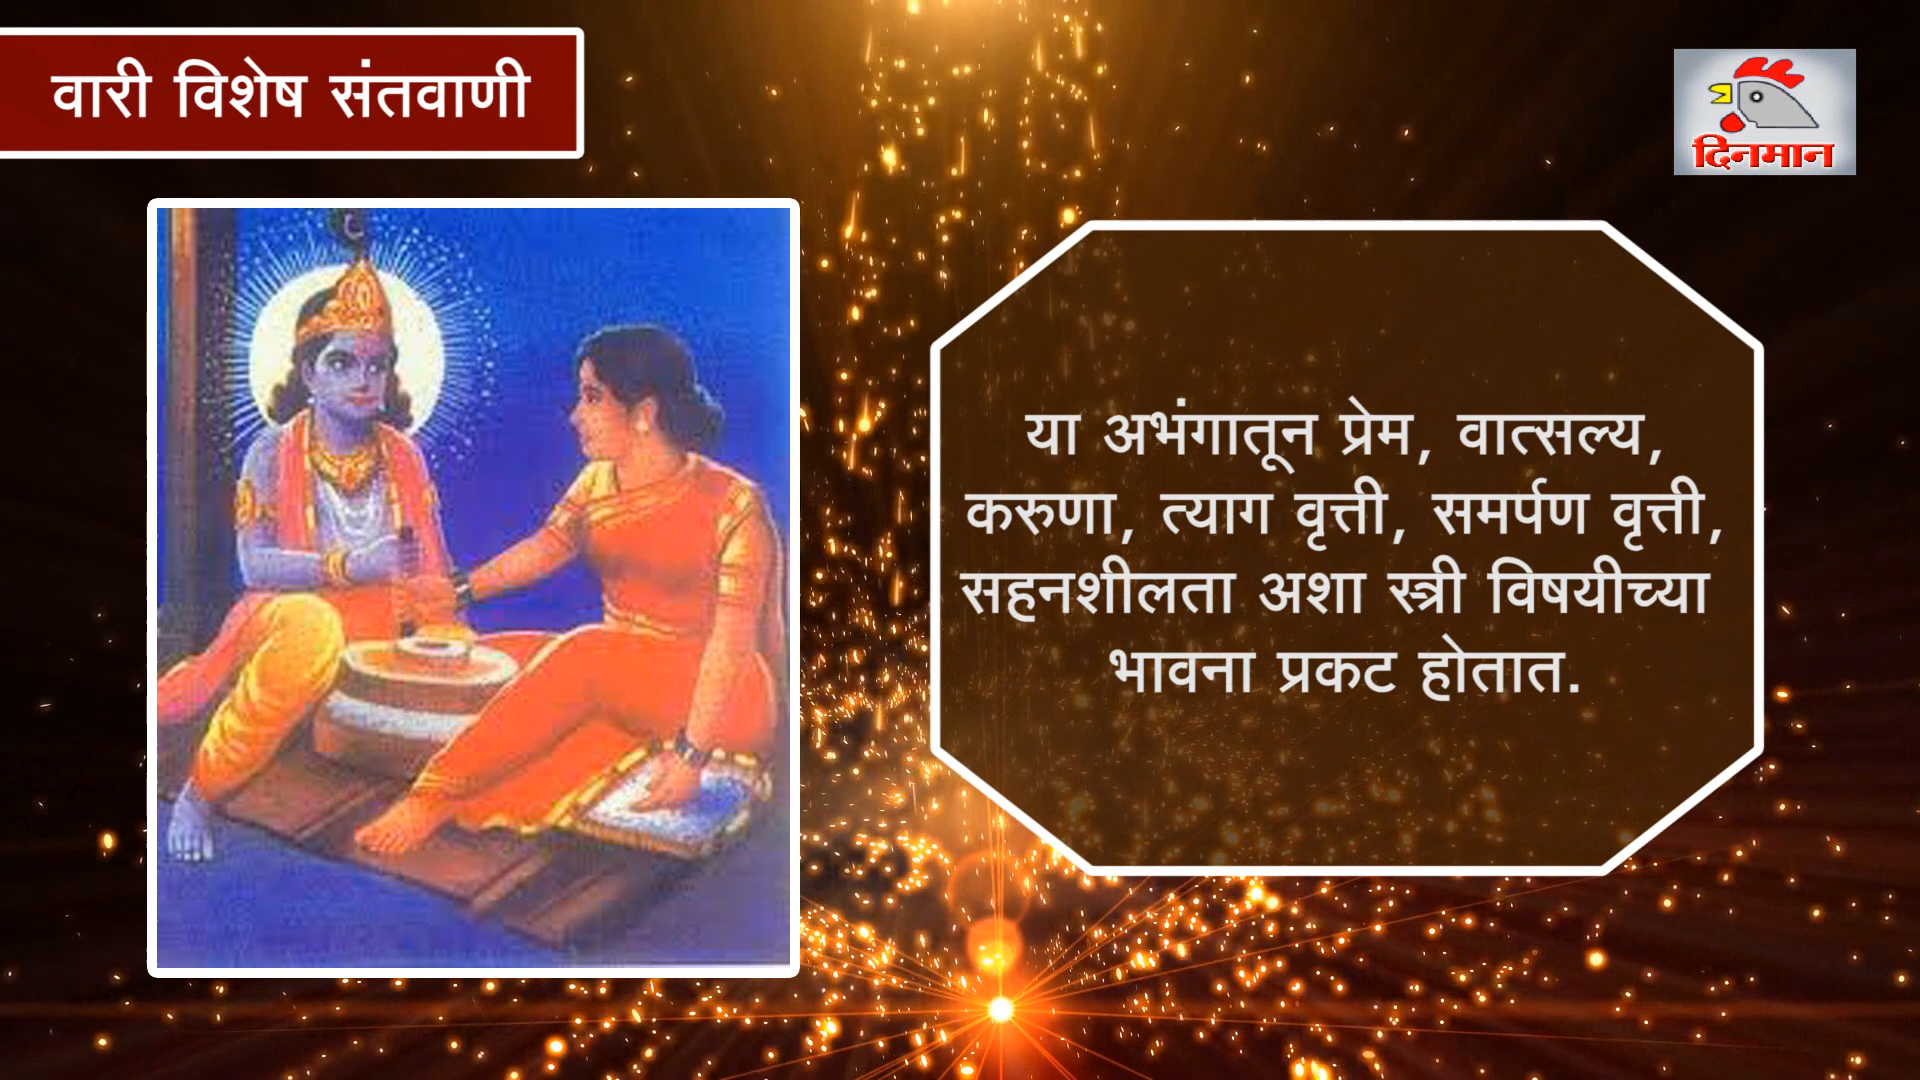 वारी विशेष संतवाणी
दिनमान
या अभंगातून प्रेम, वात्सल्य,
करुणा, त्याग वृत्ती, समर्पण वृत्ती,
सहनशीलता अशा स्त्री विषयीच्या
भावना प्रकट होतात.